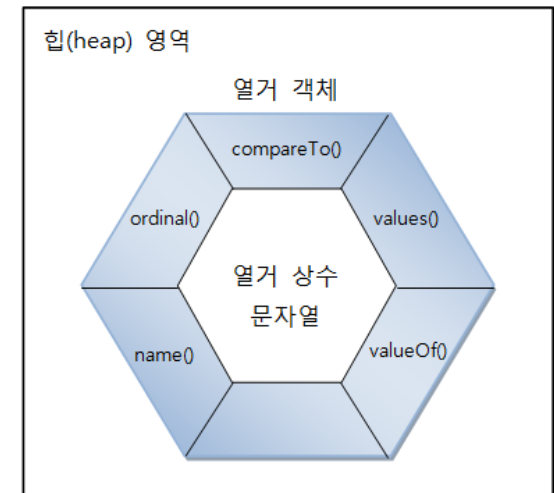 힙(heap) 영역
열거 객체
compareTo()
ordinal()
values()
열거 상수
문자열
name()
valueOf()